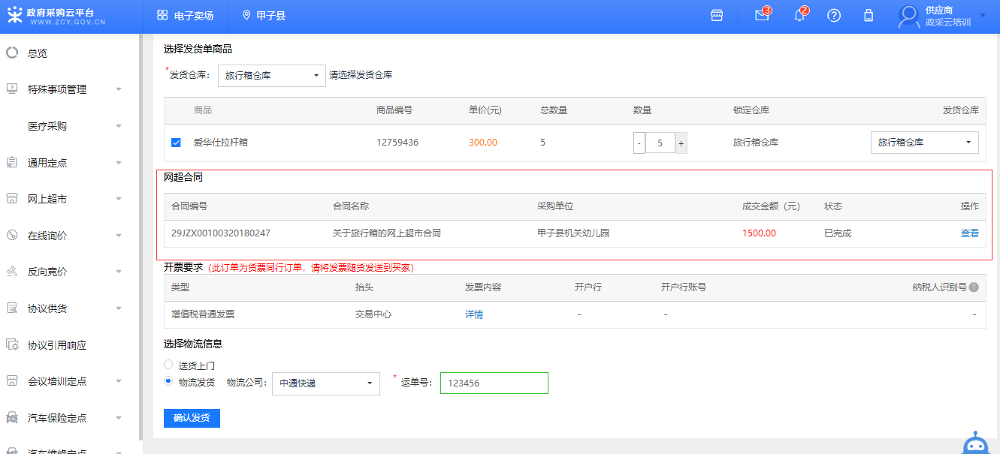 政府采购云平台
WWW.ZCY.GOV.CN
电子卖场
甲子县
3
2
供应商
政采云培训
总览
特殊事项管理
医疗采购
通用定点
网上超市
在线询价
反向竞价
协议供货
协议引用响应
会议培训定点
汽车保险定点
汽车维修定点
选择发货单商品
*发货仓库: 旅行箱仓库 请选择发货仓库
商品 商品编号 单价(元) 总数量 数量 锁定仓库 发货仓库
爱华仕拉杆箱 12759436 300.00 5 - 5 + 旅行箱仓库 旅行箱仓库
网超合同
合同编号 合同名称 采购单位 成交金额（元) 状态 操作
29JZX00100320180247 关于旅行箱的网上超市合同 甲子县机关幼儿园 1500.00 已完成 查看
开票要求 (此订单为货票同行订单，请将发票随货发送到买家)
类型 抬头 发票内容 开户行 开户行账号 纳税人识别号 ?
增值税普通发票 交易中心 详情 - - -
选择物流信息
送货上门
物流发货 物流公司: 中通快递 * 运单号: 123456
确认发货